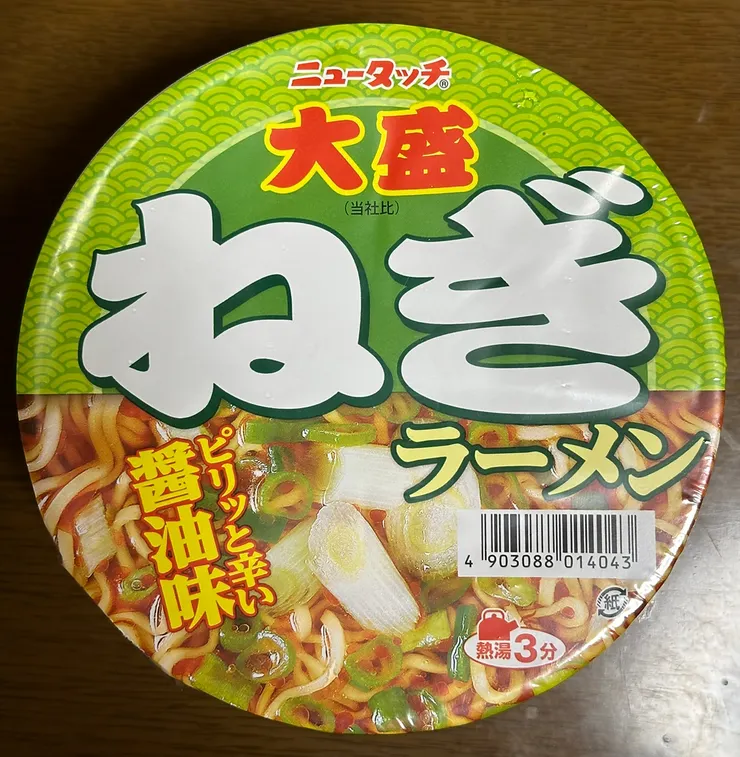 ニュータッチ®
大盛
(当社比)
ねぎ
ラーメン
ピリッと辛い
醤油味
4 903088 014043
紙
熱湯3分